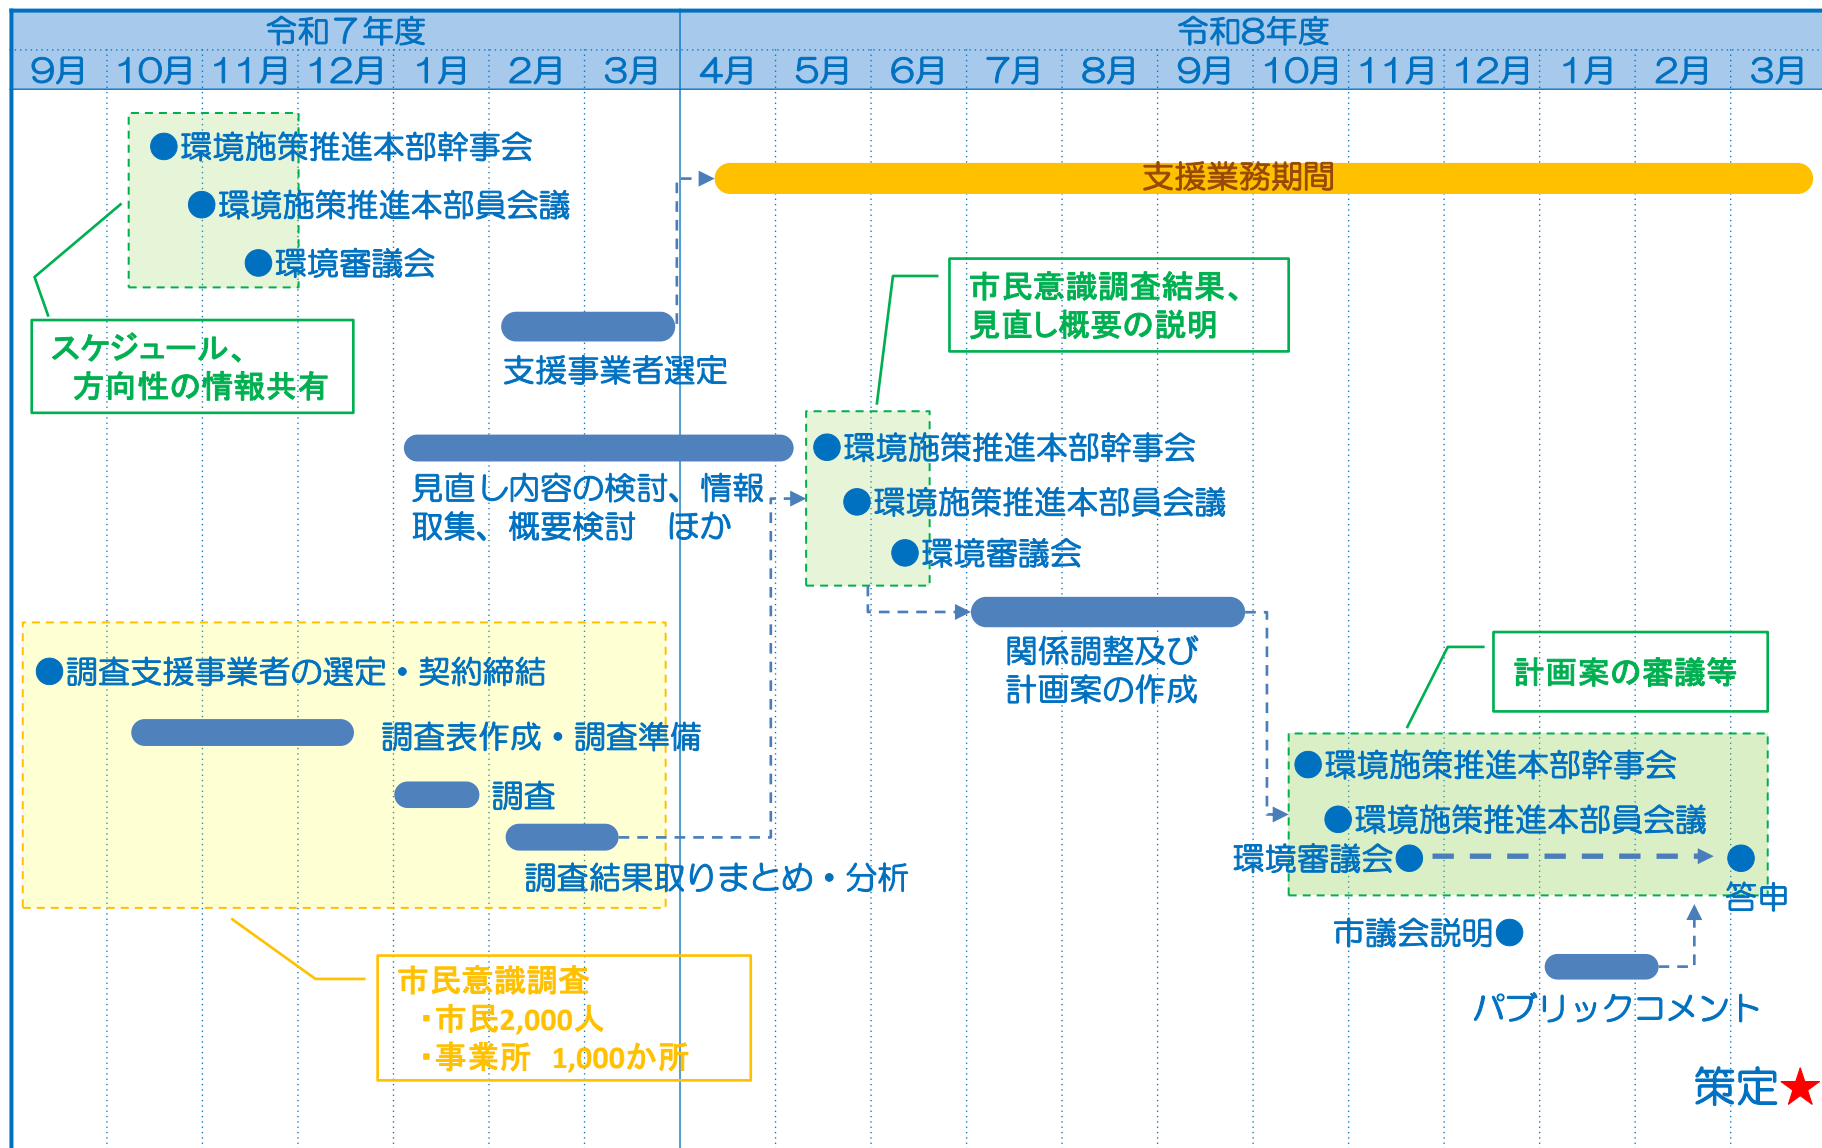 令和7年度
令和8年度
9月 10月 11月 12月 1月 2月 3月 4月 5月 6月 7月 8月 9月 10月 11月 12月 1月 2月 3月
●環境施策推進本部幹事会
支援業務期間
●環境施策推進本部員会議
●環境審議会
スケジュール、
方向性の情報共有
支援事業者選定
市民意識調査結果、
見直し概要の説明
見直し内容の検討、情報
取集、概要検討　ほか
●環境施策推進本部幹事会
●環境施策推進本部員会議
●環境審議会
関係調整及び
計画案の作成
●調査支援事業者の選定・契約締結
調査表作成・調査準備
調査
調査結果取りまとめ・分析
市民意識調査
・市民2,000人
・事業所　1,000か所
計画案の審議等
●環境施策推進本部幹事会
●環境施策推進本部員会議
環境審議会●
答申
市議会説明●
パブリックコメント
策定★